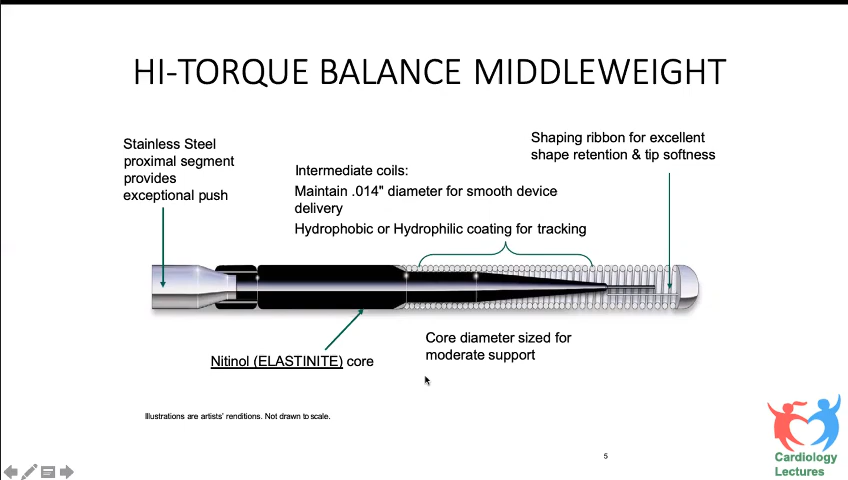 HI-TORQUE BALANCE MIDDLEWEIGHT
Stainless Steel
proximal segment
provides
exceptional push
Intermediate coils:
Maintain .014" diameter for smooth device
delivery
Hydrophobic or Hydrophilic coating for tracking
Shaping ribbon for excellent
shape retention & tip softness
Nitinol (ELASTINITE) core
Core diameter sized for
moderate support
Illustrations are artists' renditions. Not drawn to scale.
5
Cardiology
Lectures